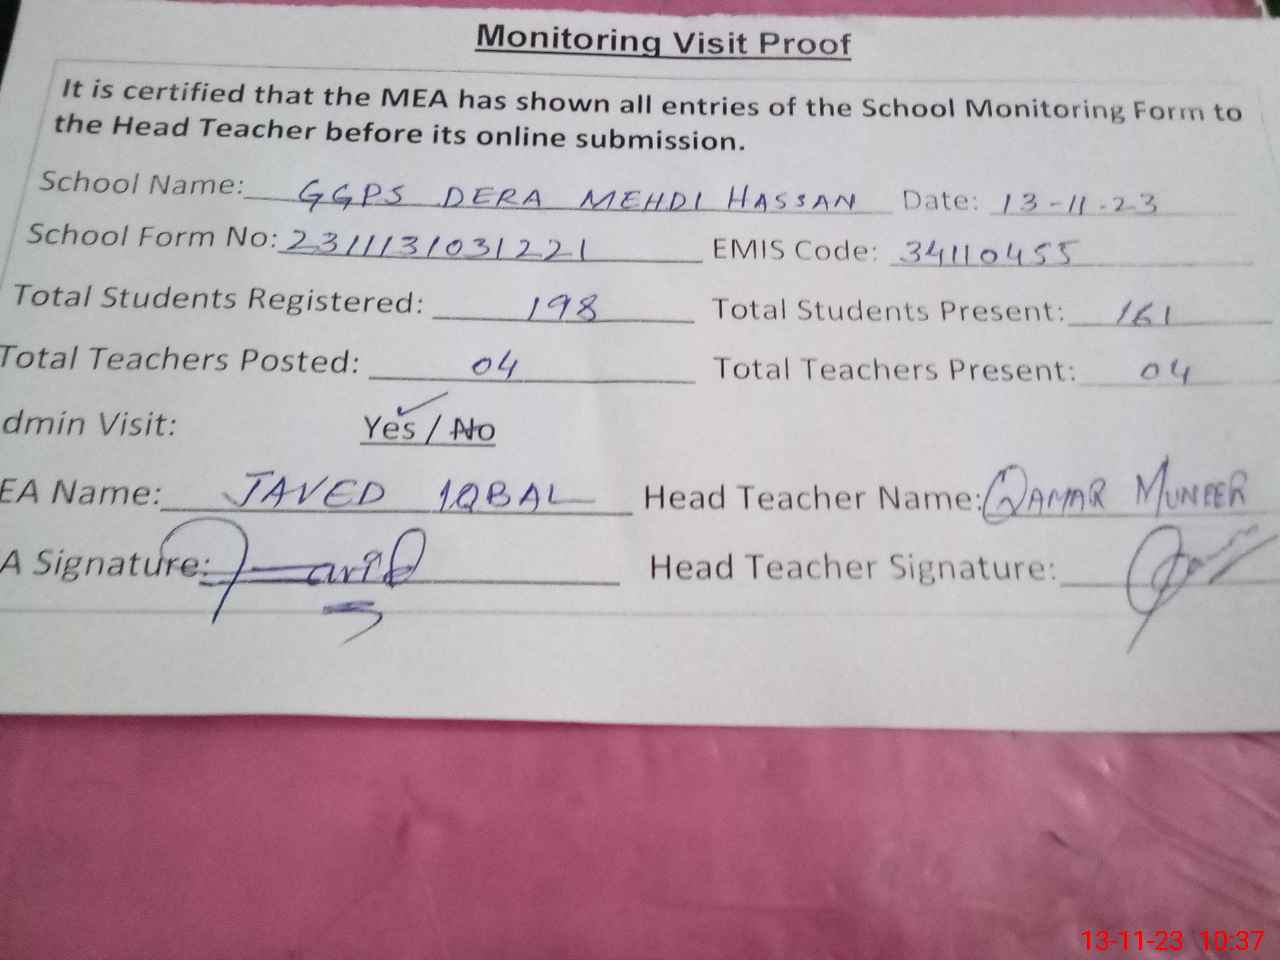 Monitoring Visit Proof
It is certified that the MEA has shown all entries of the School Monitoring Form to
the Head Teacher before its online submission.
School Name: GGPS DERA MEHDI HASSAN Date: 13-11-23
School Form No: 2311131031221 EMIS Code: 34110455
Total Students Registered: 198 Total Students Present: 161
Total Teachers Posted: 04 Total Teachers Present: 04
dmin Visit: Yes / No
EA Name: JAVED IQBAL Head Teacher Name: QAMAR MUNEER
A Signature: Head Teacher Signature:
13-11-23 10:37